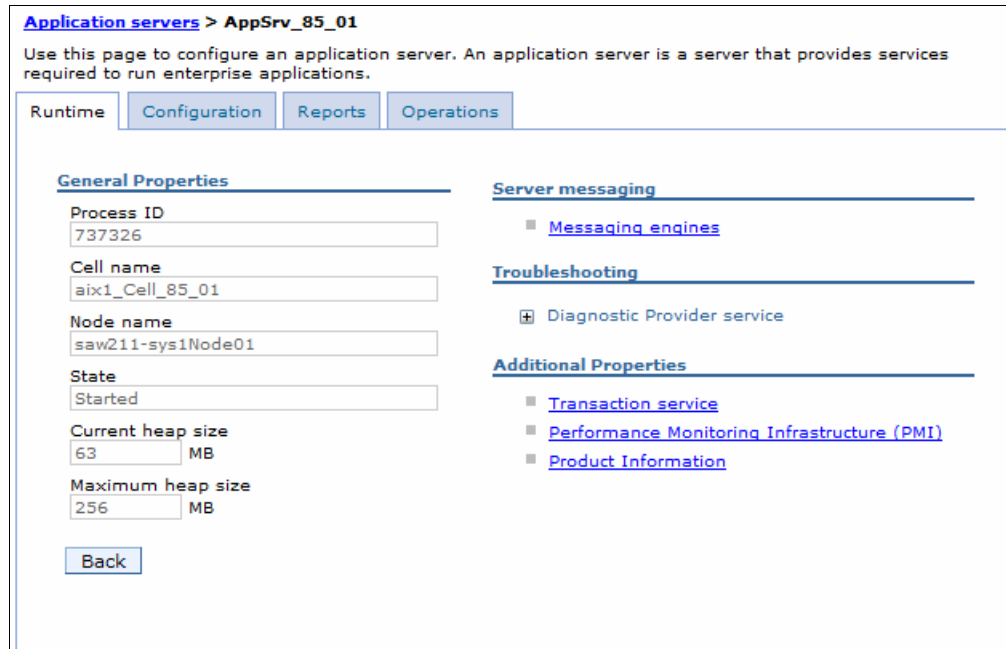 Application servers > AppSrv_85_01
Use this page to configure an application server. An application server is a server that provides services
required to run enterprise applications.
Runtime
Configuration
Reports
Operations
General Properties
Process ID
737326
Cell name
aix1_Cell_85_01
Node name
saw211-sys1Node01
State
Started
Current heap size
63 MB
Maximum heap size
256 MB
Back
Server messaging
Messaging engines
Troubleshooting
Diagnostic Provider service
Additional Properties
Transaction service
Performance Monitoring Infrastructure (PMI)
Product Information